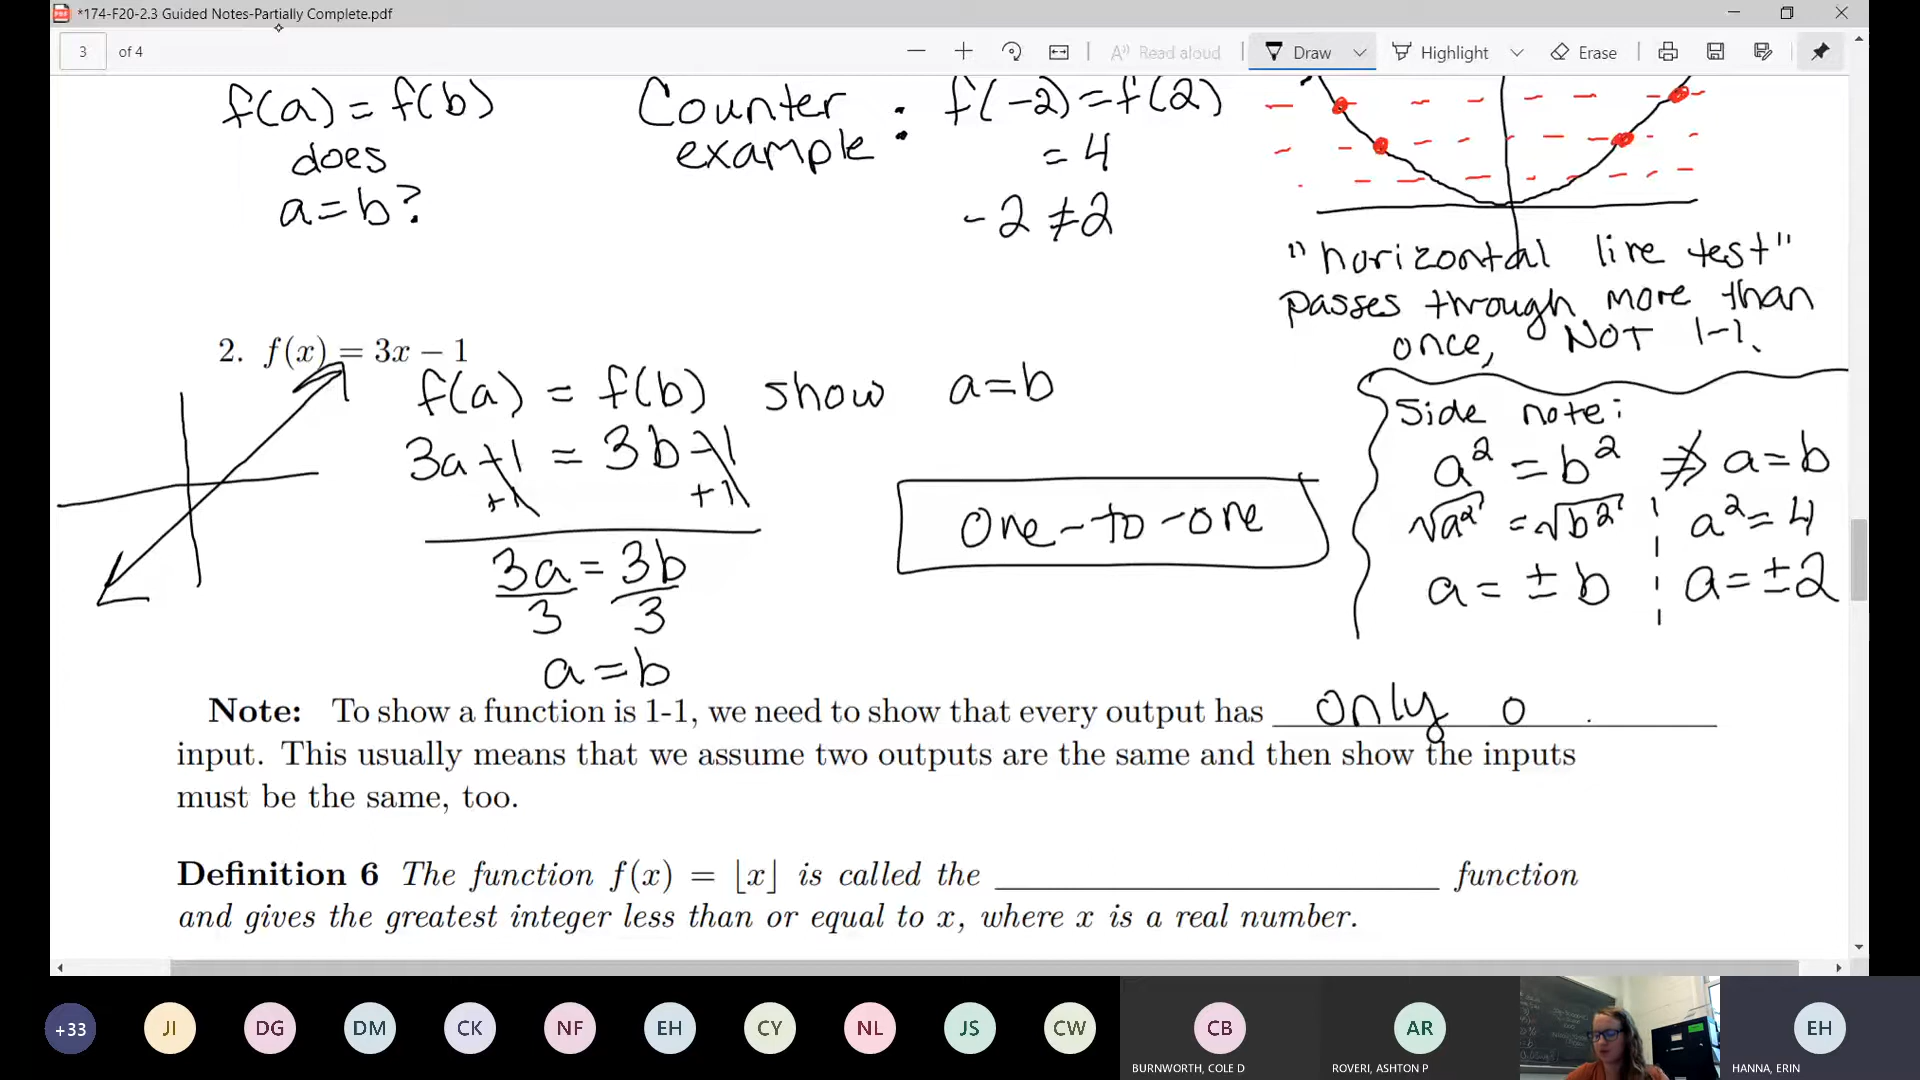 *174-F20-2.3 Guided Notes-Partially Complete.pdf
3 of 4
Read aloud
Draw
Highlight
Erase
f(a) = f(b)
does
a = b?
Counter example :
f(-2) = f(2)
= 4
-2 ≠ 2
"horizontal line test"
passes through more than
once, NOT 1-1.
2. f(x) = 3x − 1
f(a) = f(b) show a = b
3a + 1 = 3b - 1
+1 +1
3a = 3b
3 3
a = b
one-to-one
Side note:
a² = b² ⇏ a = b
√a² = √b² a² = 4
a = ± b a = ± 2
Note: To show a function is 1-1, we need to show that every output has only o
input. This usually means that we assume two outputs are the same and then show the inputs
must be the same, too.
Definition 6 The function f(x) = ⌊x⌋ is called the ____ function
and gives the greatest integer less than or equal to x, where x is a real number.
+33
JI
DG
DM
CK
NF
EH
CY
NL
JS
CW
CB
BURNWORTH, COLE D
AR
ROVERI, ASHTON P
EH
HANNA, ERIN